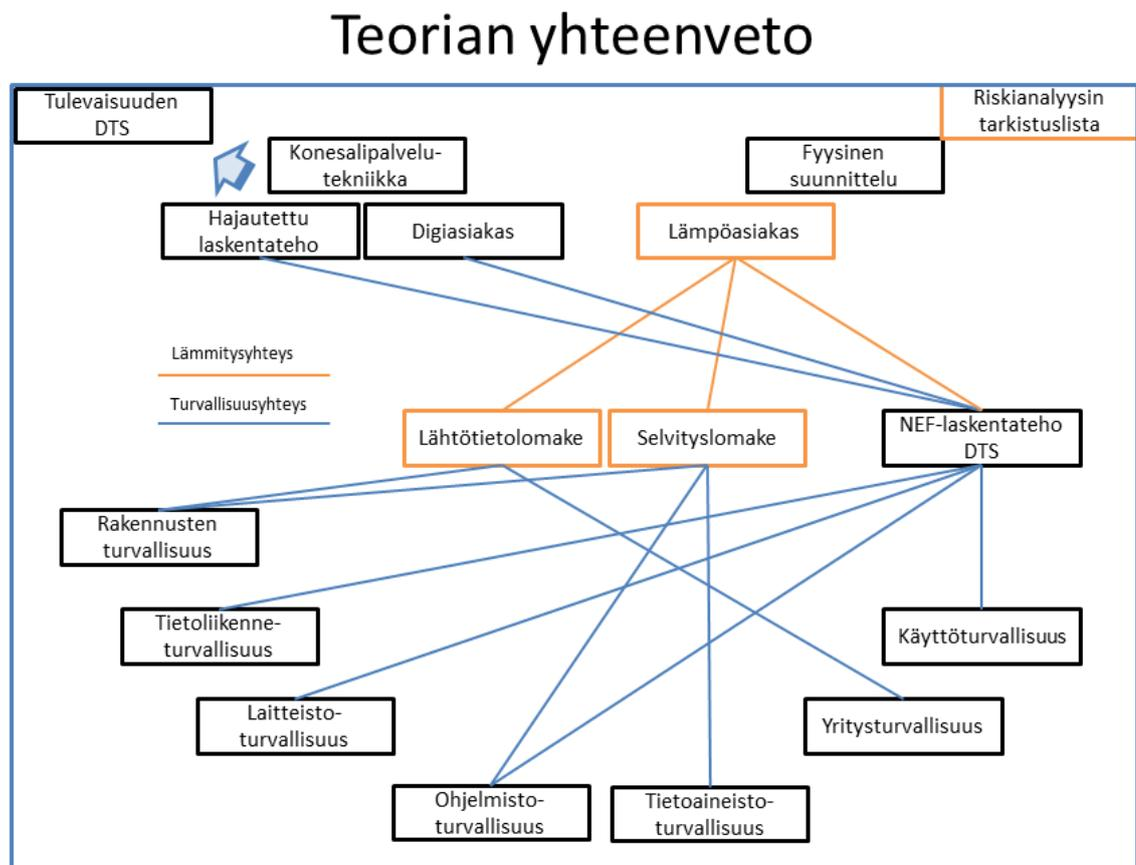 Teorian yhteenveto
Tulevaisuuden
DTS
Riskianalyysin
tarkistuslista
Konesalipalvelu-
tekniikka
Fyysinen
suunnittelu
Hajautettu
laskentateho
Digiasiakas
Lämpöasiakas
Lämmitysyhteys
Turvallisuusyhteys
Lähtötietolomake
Selvityslomake
NEF-laskentateho
DTS
Rakennusten
turvallisuus
Tietoliikenne-
turvallisuus
Käyttöturvallisuus
Laitteisto-
turvallisuus
Yritysturvallisuus
Ohjelmisto-
turvallisuus
Tietoaineisto-
turvallisuus